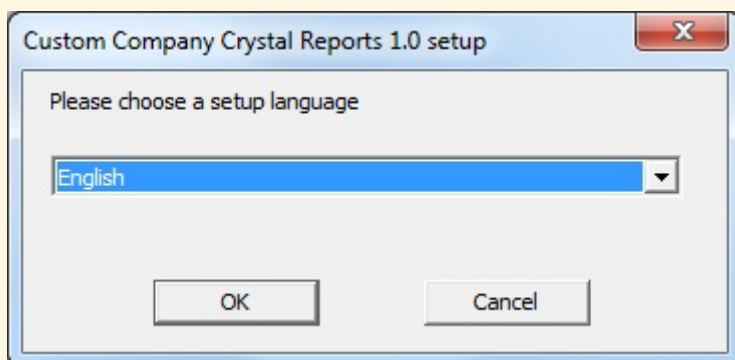 Custom Company Crystal Reports 1.0 setup
Please choose a setup language
English
OK Cancel